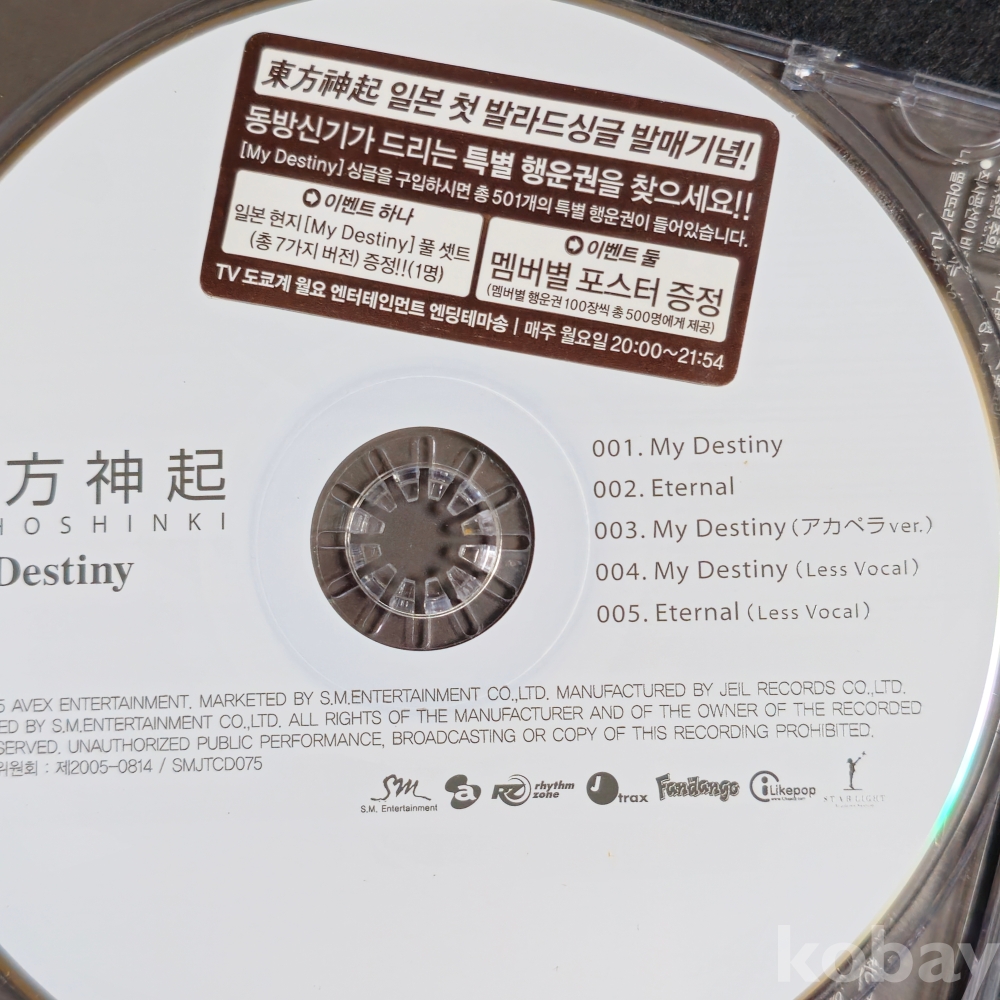 東方神起 일본 첫 발라드싱글 발매기념!
동방신기가 드리는 특별 행운권을 찾으세요!!
[My Destiny] 싱글을 구입하시면 총 501개의 특별 행운권이 들어있습니다.
이벤트 하나
일본 현지[My Destiny] 풀 셋트
(총 7가지 버전) 증정!!(1명)
이벤트 둘
멤버별 포스터 증정
(멤버별 행운권 100장씩 총 500명에게 제공)
TV 도쿄계 월요 엔터테인먼트 엔딩테마송 | 매주 월요일 20:00~21:54
方神起
HOSHINKI
Destiny
001. My Destiny
002. Eternal
003. My Destiny (アカペラver.)
004. My Destiny (Less Vocal)
005. Eternal (Less Vocal)
5 AVEX ENTERTAINMENT. MARKETED BY S.M.ENTERTAINMENT CO.,LTD. MANUFACTURED BY JEIL RECORDS CO.,LTD.
ED BY S.M.ENTERTAINMENT CO.,LTD. ALL RIGHTS OF THE MANUFACTURER AND OF THE OWNER OF THE RECORDED
SERVED. UNAUTHORIZED PUBLIC PERFORMANCE, BROADCASTING OR COPY OF THIS RECORDING PROHIBITED.
위원회 : 제2005-0814 / SMJTCD075
SM
S.M. Entertainment
a
RZ rhythm zone
J trax
Fandango
iLikepop
STARLIGHT
kobay